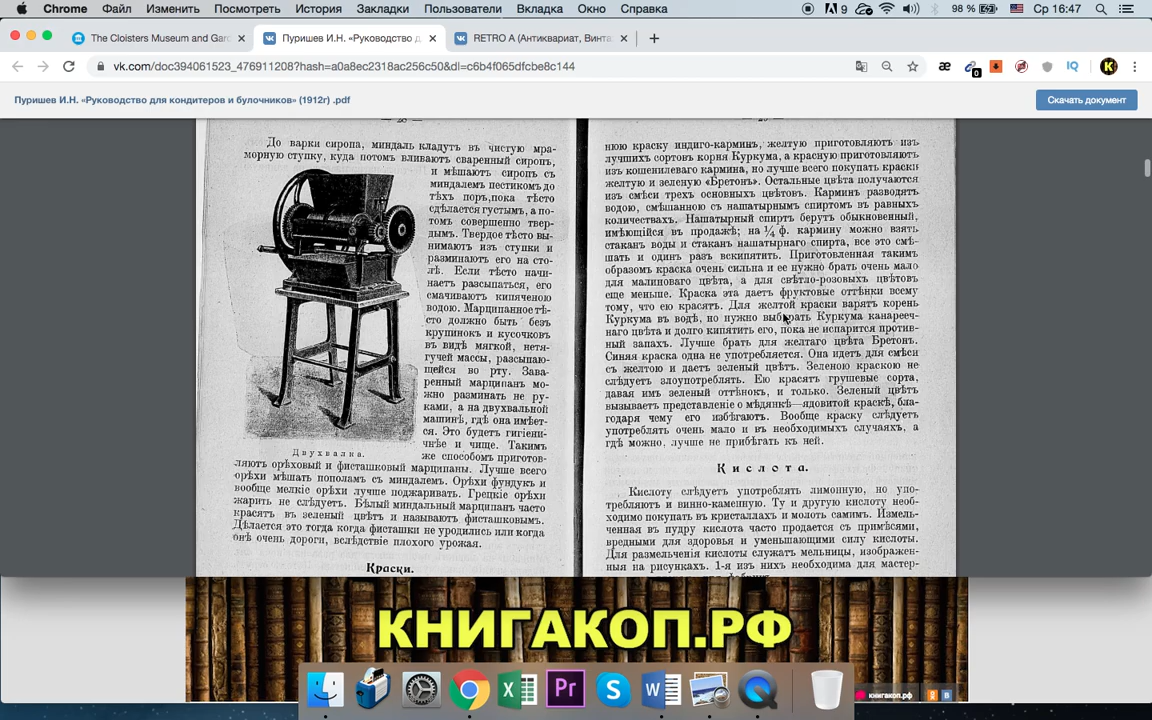 Chrome Файл Изменить Просмотреть История Закладки Пользователи Вкладка Окно Справка 9 98 % Ср 16:47
The Cloisters Museum and Gar
Пуришев И.Н. «Руководство д
RETRO A (Антиквариат, Винта
vk.com/doc394061523_476911208?hash=a0a8ec2318ac256c50&dl=c6b4f065dfcbe8c144
Пуришев И.Н. «Руководство для кондитеров и булочников» (1912г) .pdf
Скачать документ
До варки сиропа, миндаль кладутъ въ чистую мра-
морную ступку, куда потомъ вливаютъ сваренный сиропъ,
и мѣшаютъ сиропъ съ
миндалемъ пестикомъ до
тѣхъ поръ,пока тѣсто
сдѣлается густымъ, а по-
томъ совершенно твер-
дымъ. Твердое тѣсто вы-
нимаютъ изъ ступки и
разминаютъ его на сто-
лѣ. Если тѣсто начи-
наетъ разсыпаться, его
смачиваютъ кипяченою
водою. Марципанное тѣ-
сто должно быть безъ
крупинокъ и кусочковъ
въ видѣ мягкой, нетя-
гучей массы, разсыпаю-
щейся во рту. Зава-
ренный марципанъ мо-
жно разминать не ру-
ками, а на двухвальной
машинѣ, гдѣ она имѣет-
ся. Это будетъ гигіени-
чнѣе и чище. Такимъ
Двухвалка.
же способомъ приготов-
ляютъ орѣховый и фисташковый марципаны. Лучше всего
орѣхи мѣшать пополамъ съ миндалемъ. Орѣхи фундукъ и
вообще мелкіе орѣхи лучше поджаривать. Грецкіе орѣхи
жарить не слѣдуетъ. Бѣлый миндальный марципанъ часто
красятъ въ зеленый цвѣтъ и называютъ фисташковымъ.
Дѣлается это тогда когда фисташки не уродились или когда
онѣ очень дороги, вслѣдствіе плохого урожая.
Краски.
нюю краску индиго-карминъ, желтую приготовляютъ изъ
лучшихъ сортовъ корня Куркума, а красную приготовляютъ
изъ кошенилеваго кармина, но лучше всего покупать краски
желтую и зеленую «Бретонъ». Остальные цвѣта получаются
изъ смѣси трехъ основныхъ цвѣтовъ. Карминъ разводятъ
водою, смѣшанною съ нашатырнымъ спиртомъ въ равныхъ
количествахъ. Нашатырный спиртъ берутъ обыкновенный,
имѣющійся въ продажѣ; на 1/4 ф. кармину можно взять
стаканъ воды и стаканъ нашатырнаго спирта, все это смѣ-
шать и одинъ разъ вскипятить. Приготовленная такимъ
образомъ краска очень сильна и ее нужно брать очень мало
для малиноваго цвѣта, а для свѣтло-розовыхъ цвѣтовъ
еще меньше. Краска эта даетъ фруктовые оттѣнки всему
тому, что ею красятъ. Для желтой краски варятъ корень
Куркума въ водѣ, но нужно выбирать Куркума канарееч-
наго цвѣта и долго кипятить его, пока не испарится против-
ный запахъ. Лучше брать для желтаго цвѣта Бретонъ.
Синяя краска одна не употребляется. Она идетъ для смѣси
съ желтою и даетъ зеленый цвѣтъ. Зеленою краскою не
слѣдуетъ злоупотреблять. Ею красятъ грушевые сорта,
давая имъ зеленый оттѣнокъ, и только. Зеленый цвѣтъ
вызываетъ представленіе о мѣдянкѣ—ядовитой краскѣ, бла-
годаря чему его избѣгаютъ. Вообще краску слѣдуетъ
употреблять очень мало и въ необходимыхъ случаяхъ, а
гдѣ можно, лучше не прибѣгать къ ней.
Кислота.
Кислоту слѣдуетъ употреблять лимонную, но упо-
требляютъ и винно-каменную. Ту и другую кислоту необ-
ходимо покупать въ кристаллахъ и молоть самимъ. Измель-
ченная въ пудру кислота часто продается съ примѣсями,
вредными для здоровья и уменьшающими силу кислоты.
Для размельченія кислоты служатъ мельницы, изображен-
ныя на рисункахъ. 1-я изъ нихъ необходима для мастер-
КНИГАКОП.РФ
книгакоп.рф